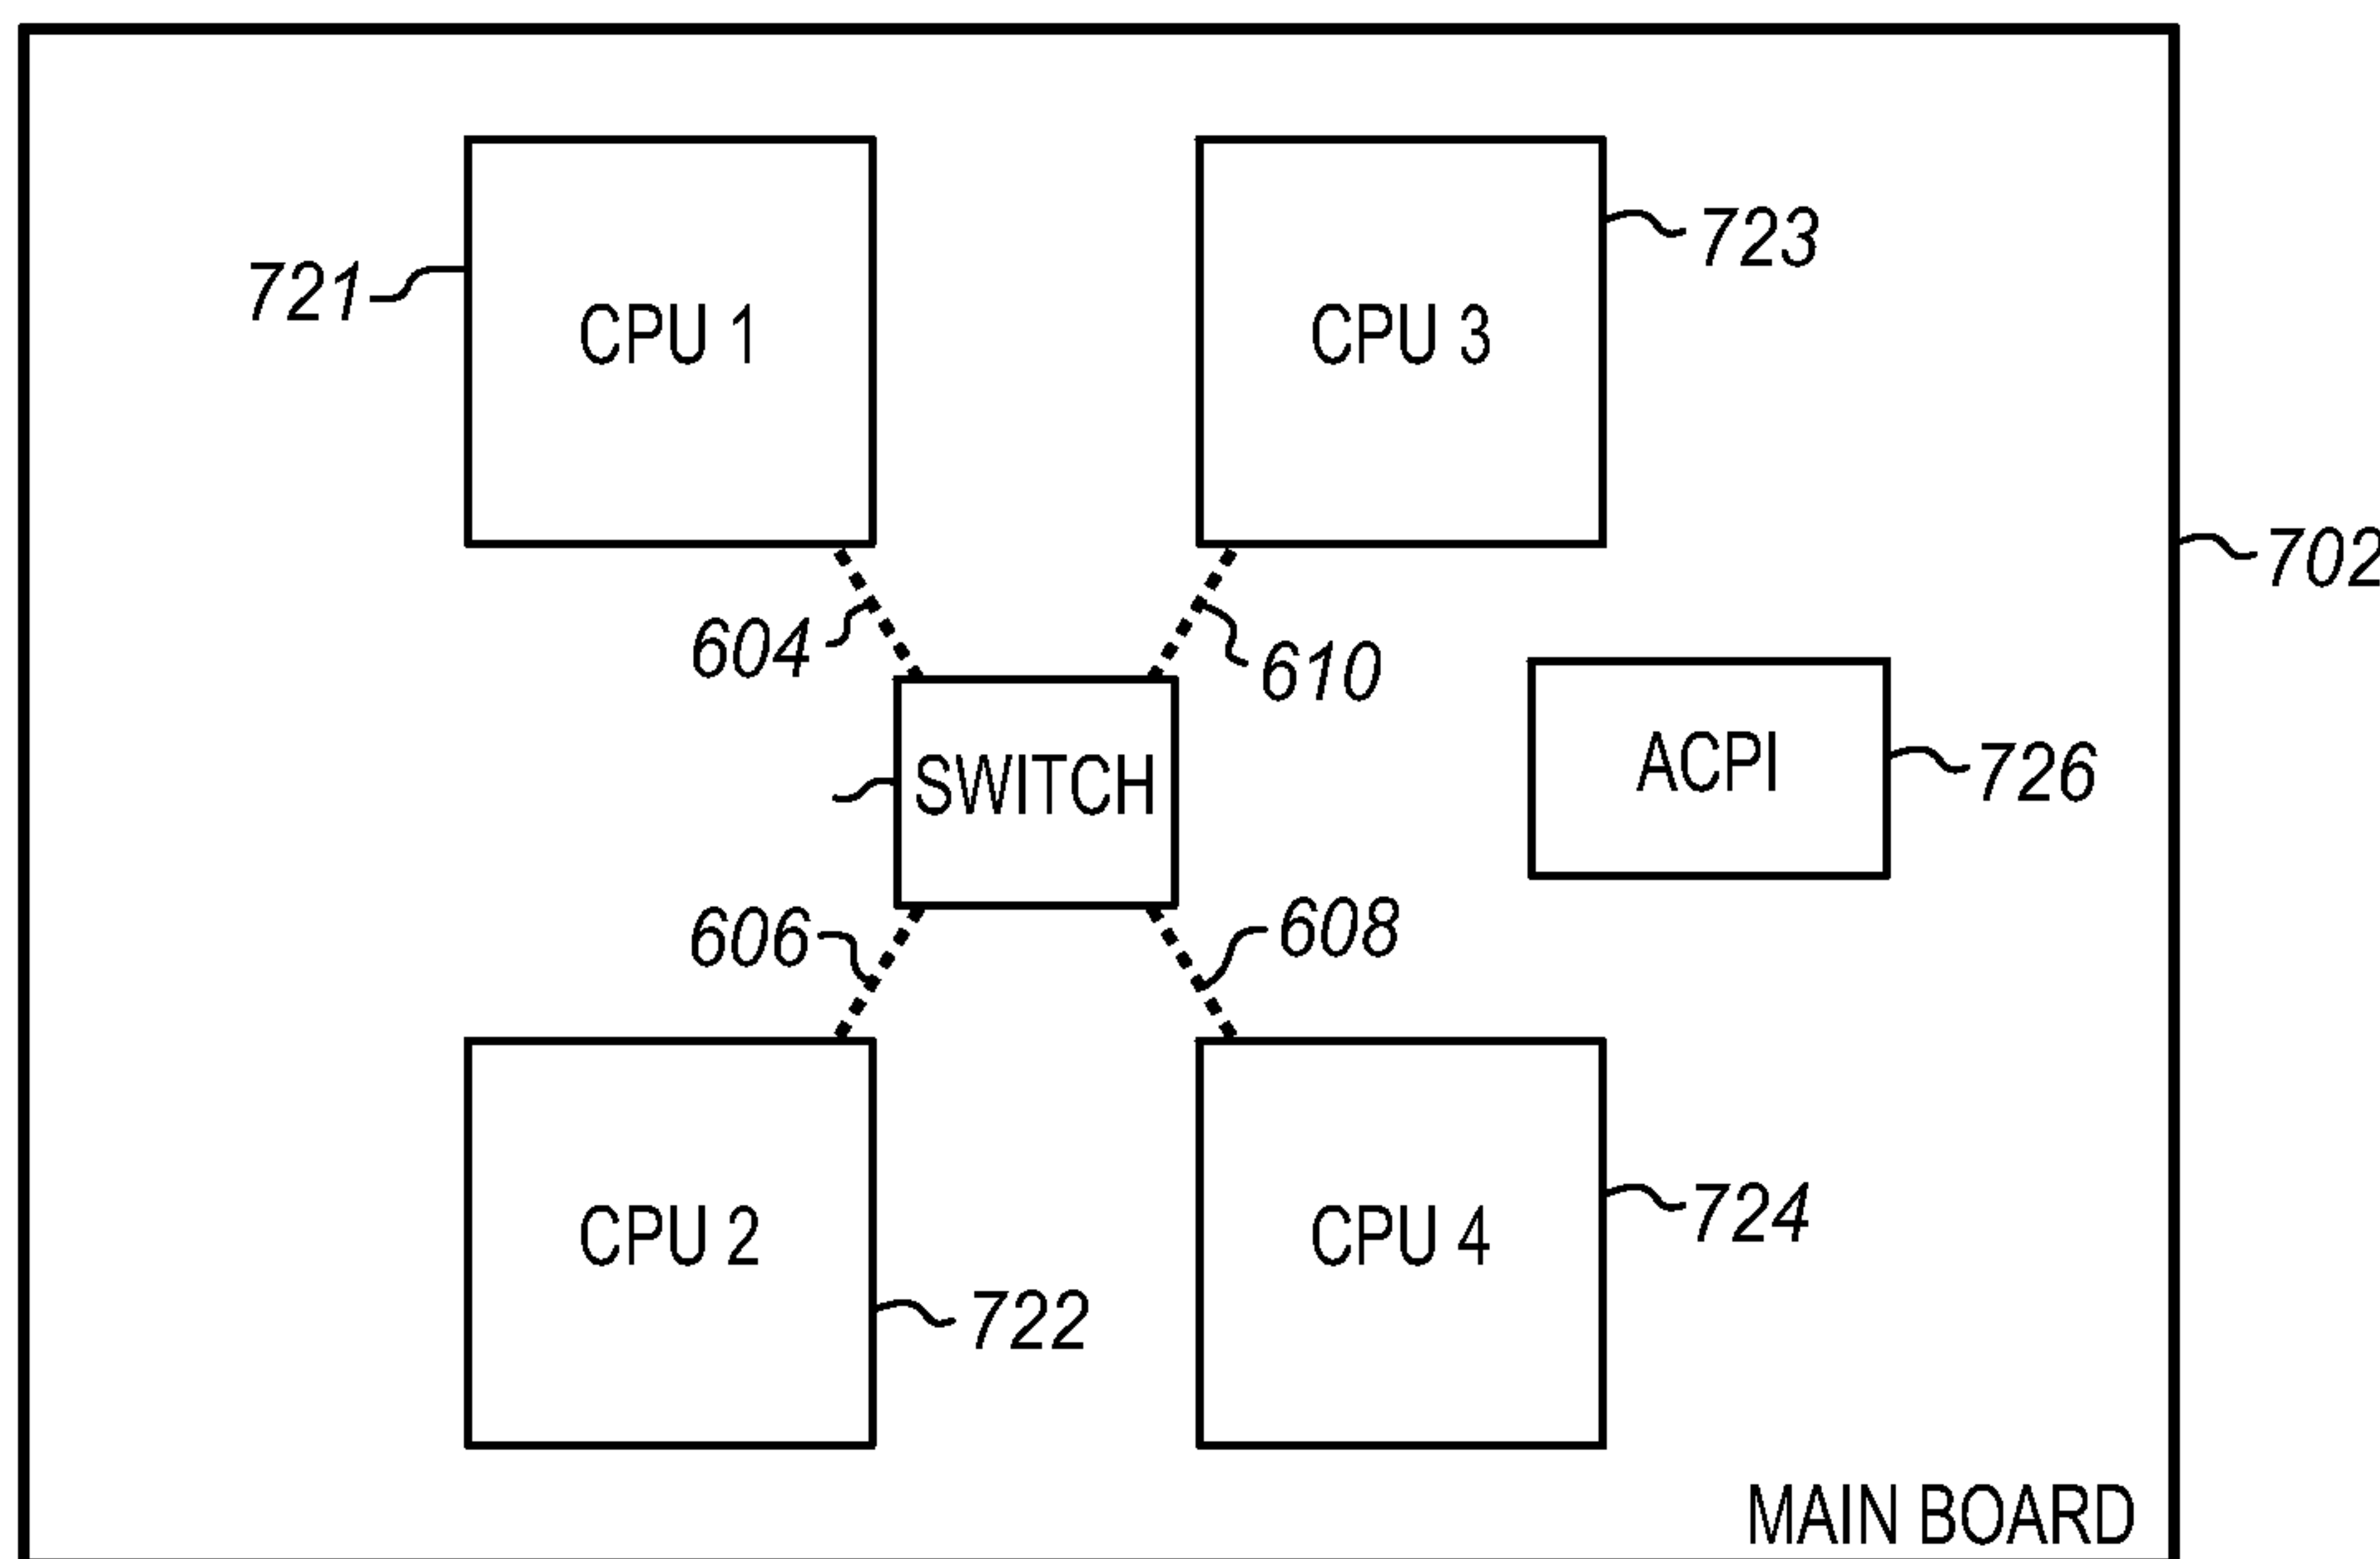 721
CPU 1
CPU 3
723
702
604
610
SWITCH
ACPI
726
606
608
CPU 2
722
CPU 4
724
MAIN BOARD